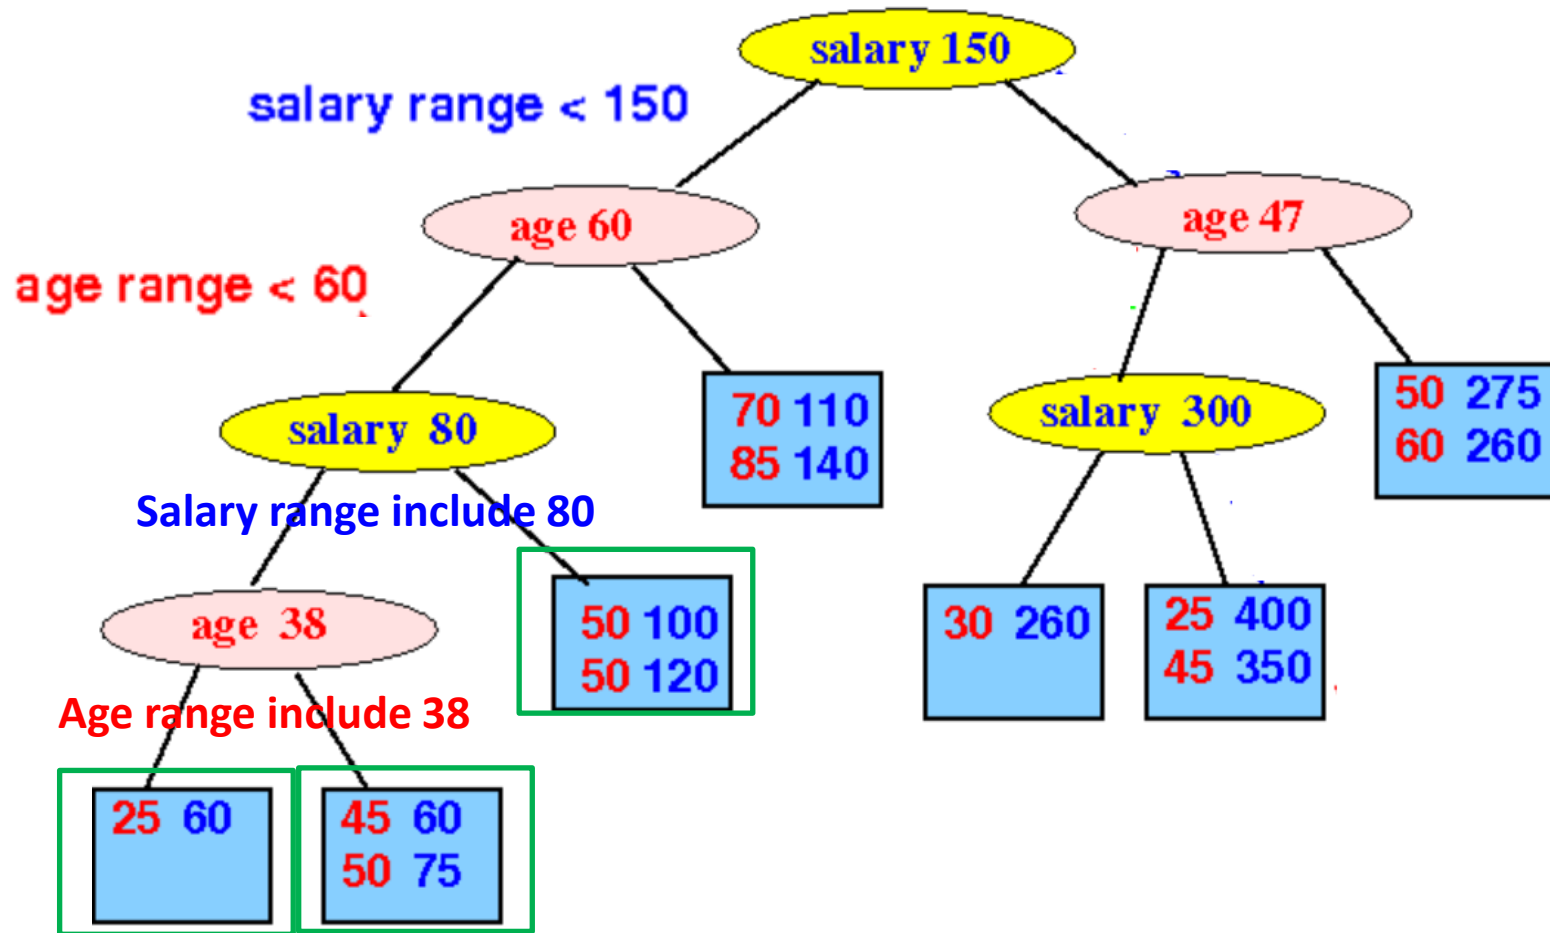 salary 150
salary range < 150
age 60
age 47
age range < 60
salary 80
70 110
85 140
salary 300
50 275
60 260
Salary range include 80
age 38
50 100
50 120
30 260
25 400
45 350
Age range include 38
25 60
45 60
50 75